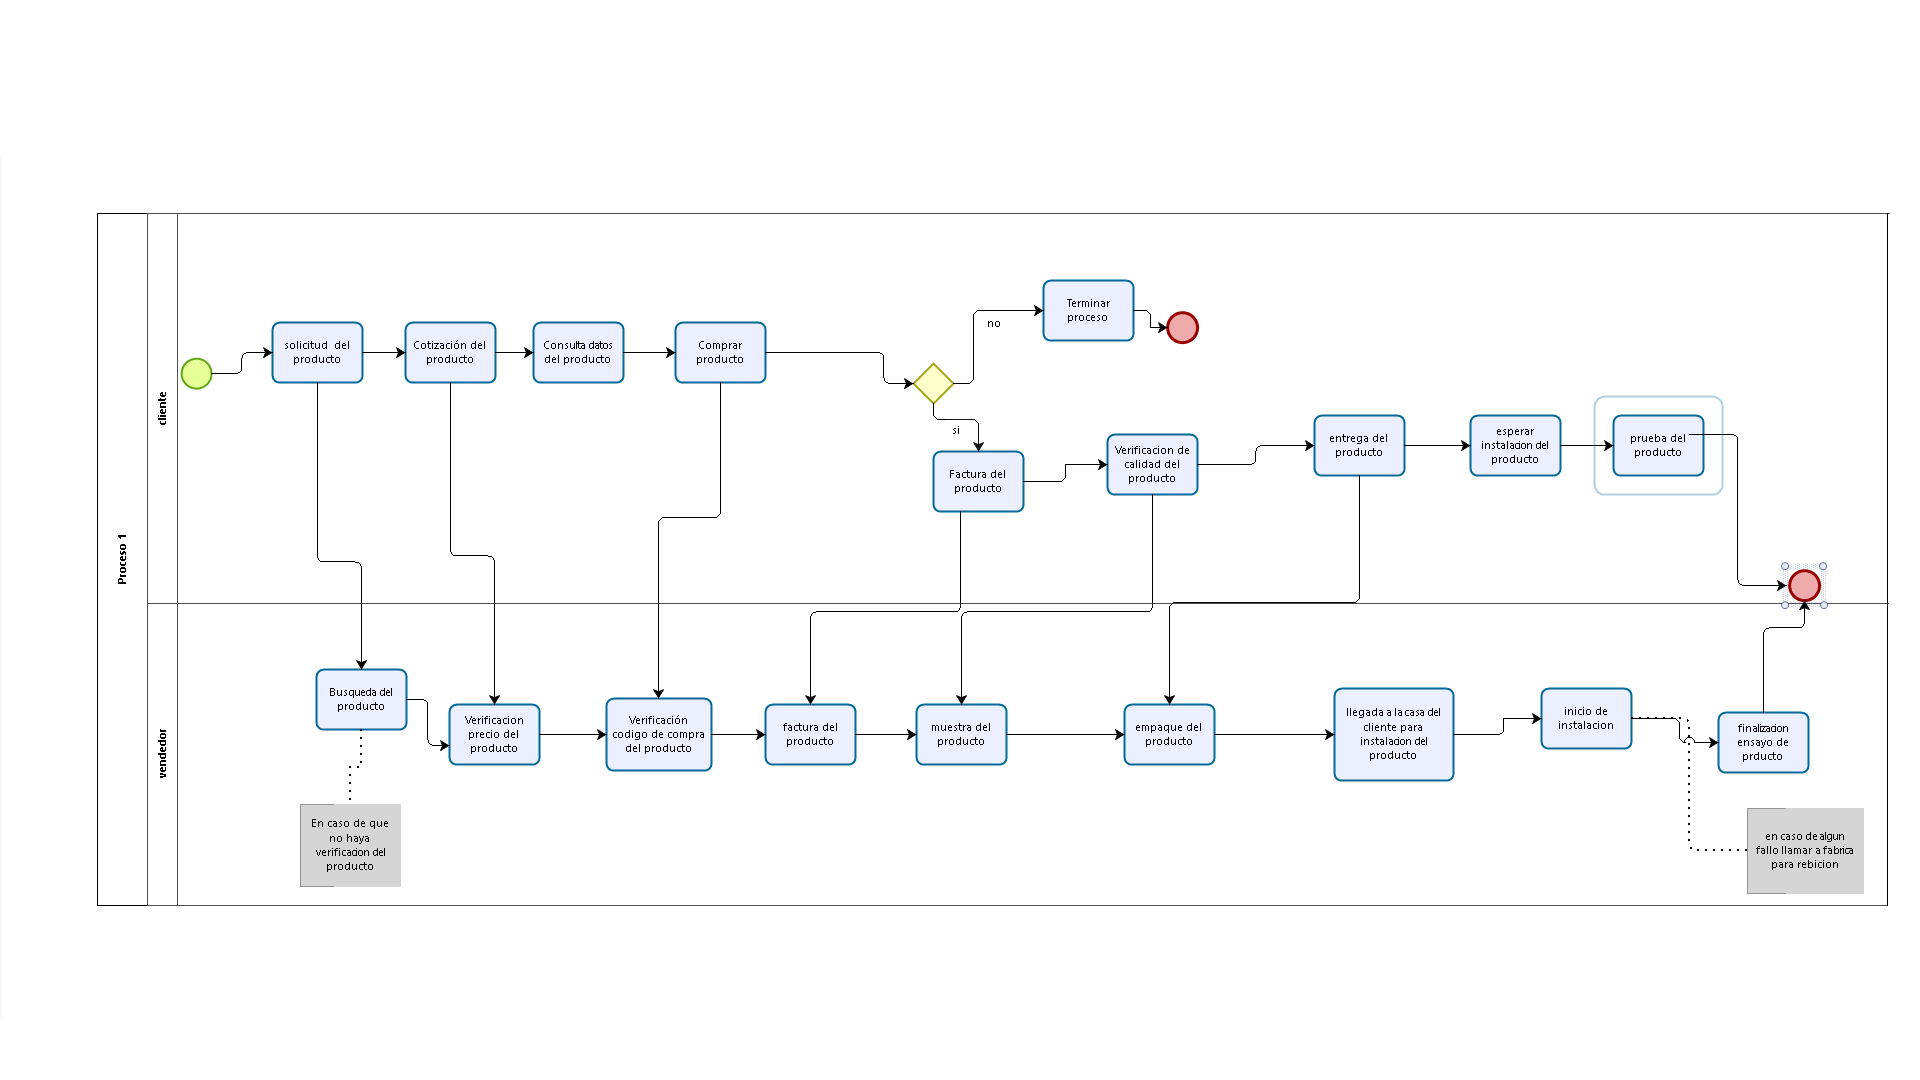 Proceso 1
cliente
solicitud del
producto
Cotización del
producto
Consulta datos
del producto
Comprar
producto
no
Terminar
proceso
si
Factura del
producto
Verificacion de
calidad del
producto
entrega del
producto
esperar
instalacion del
producto
prueba del
producto
vendedor
Busqueda del
producto
Verificacion
precio del
producto
Verificación
codigo de compra
del producto
factura del
producto
muestra del
producto
empaque del
producto
llegada a la casa del
cliente para
instalacion del
producto
inicio de
instalacion
finalizacion
ensayo de
prducto
En caso de que
no haya
verificacion del
producto
en caso de algun
fallo llamar a fabrica
para rebicion